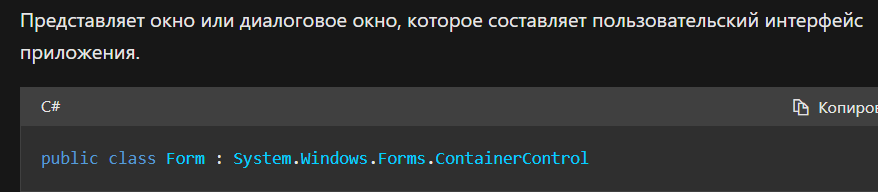 Представляет окно или диалоговое окно, которое составляет пользовательский интерфейс
приложения.
C#
Копиров
public class Form : System.Windows.Forms.ContainerControl